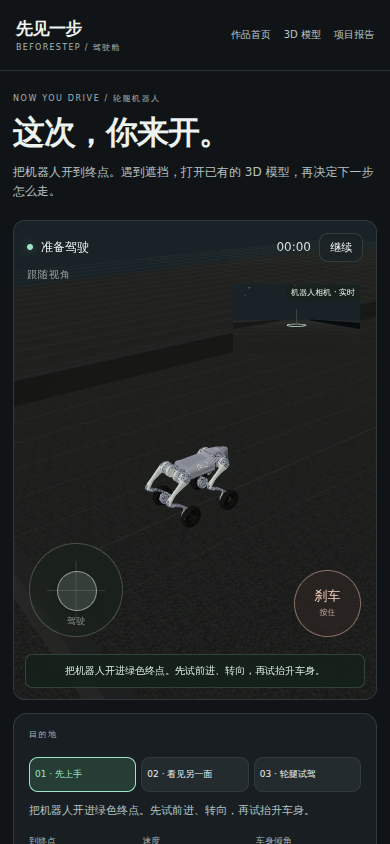 先见一步
BEFORESTEP / 驾驶舱
作品首页 3D 模型 项目报告
NOW YOU DRIVE / 轮腿机器人
这次，你来开。
把机器人开到终点。遇到遮挡，打开已有的 3D 模型，再决定下一步
怎么走。
准备驾驶 00:00 继续
跟随视角
机器人相机 · 实时
驾驶
刹车
按住
把机器人开进绿色终点。先试前进、转向，再试抬升车身。
目的地
01 · 先上手 02 · 看见另一面 03 · 轮腿试驾
把机器人开进绿色终点。先试前进、转向，再试抬升车身。
到终点 速度 车身倾角